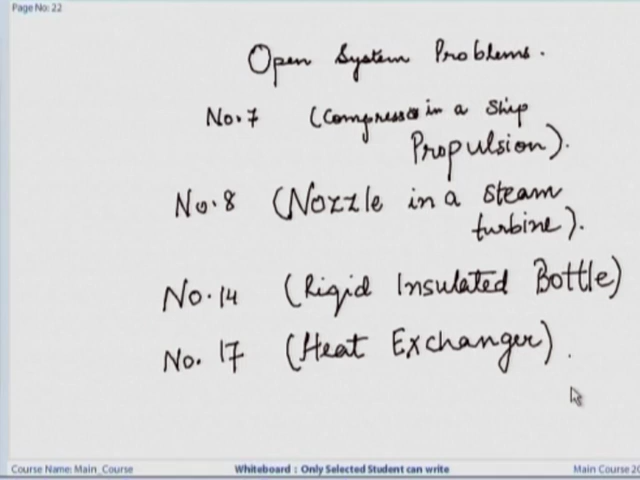 Page No: 22
Open System Problems.
No.7 (Compressor in a Ship
Propulsion).
No.8 (Nozzle in a steam
turbine).
No.14 (Rigid Insulated Bottle)
No. 17 (Heat Exchanger).
Course Name: Main_Course Whiteboard : Only Selected Student can write Main Course 20